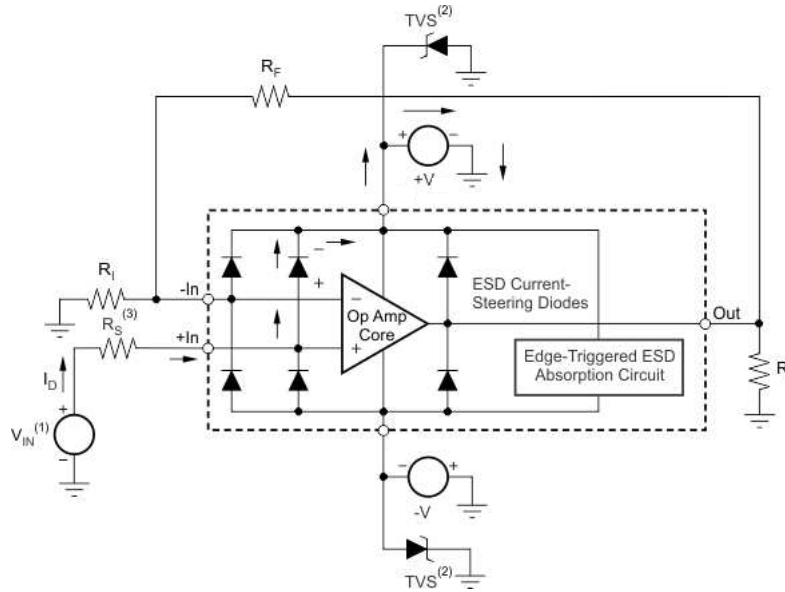 TVS(2)
RF
+ −
+V
RI
-In
− +
−
ESD Current-
Steering Diodes
Op Amp
Core
Out
RS(3)
+In
+
Edge-Triggered ESD
Absorption Circuit
R
ID
+
VIN(1)
−
− +
-V
TVS(2)